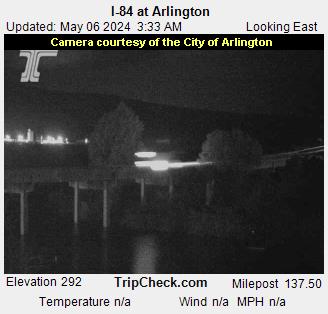 I-84 at Arlington
Updated: May 06 2024 3:33 AM Looking East
Camera courtesy of the City of Arlington
Elevation 292 TripCheck.com Milepost 137.50
Temperature n/a Wind n/a MPH n/a